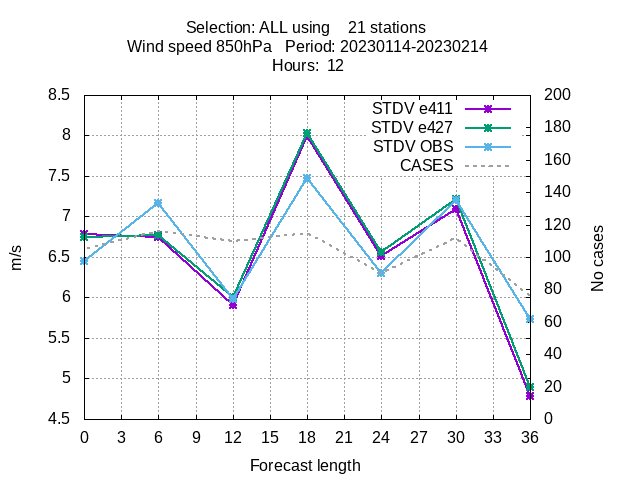 Selection: ALL using    21 stations
Wind speed 850hPa   Period: 20230114-20230214
Hours:  12
8.5
8
7.5
7
6.5
6
5.5
5
4.5
m/s
200
180
160
140
120
100
80
60
40
20
0
No cases
STDV e411
STDV e427
STDV OBS
CASES
0 3 6 9 12 15 18 21 24 27 30 33 36
Forecast length